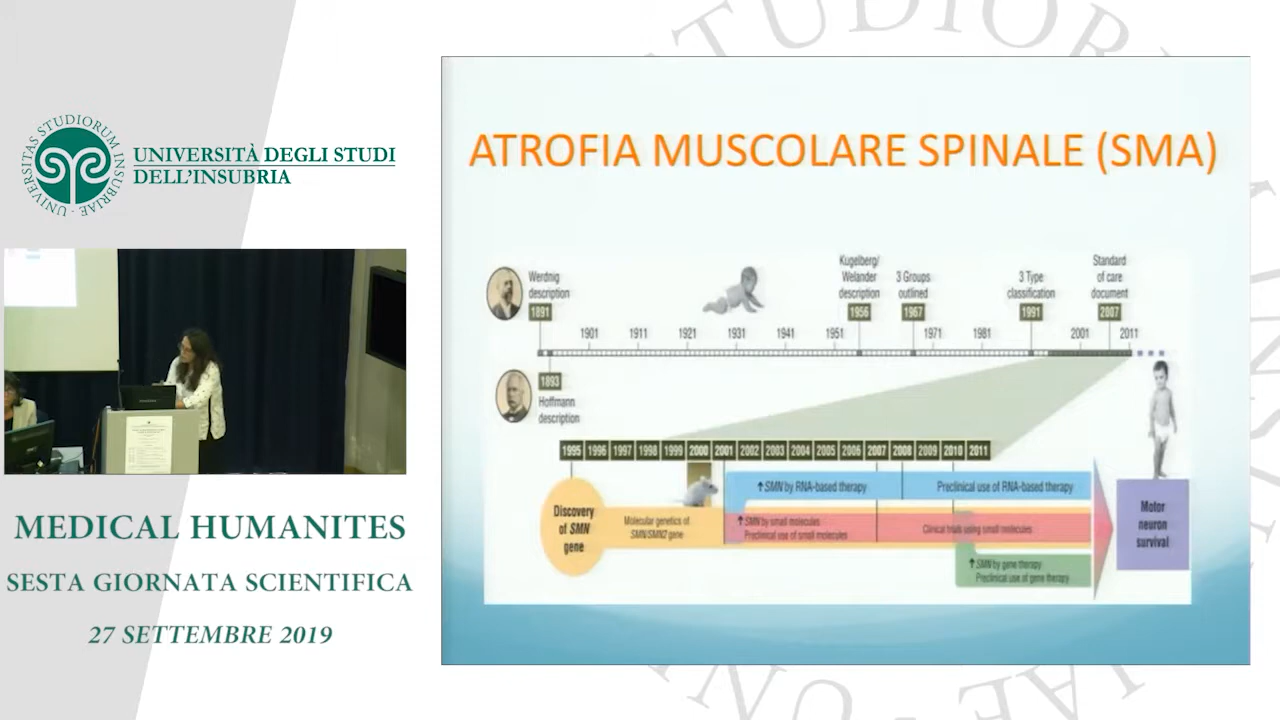 UNIVERSITAS STUDIORUM INSUBRIAE
UNIVERSITÀ DEGLI STUDI
DELL'INSUBRIA
MEDICAL HUMANITES
SESTA GIORNATA SCIENTIFICA
27 SETTEMBRE 2019
ATROFIA MUSCOLARE SPINALE (SMA)
Werdnig
description
1891
Kugelberg/
Welander
description
1956
3 Groups
outlined
1967
3 Type
classification
1991
Standard
of care
document
2007
1901 1911 1921 1931 1941 1951 1971 1981 2001 2011
1893
Hoffmann
description
1995 1996 1997 1998 1999 2000 2001 2002 2003 2004 2005 2006 2007 2008 2009 2010 2011
Discovery
of SMN
gene
Molecular genetics of
SMN/SMN2 gene
↑SMN by RNA-based therapy
Preclinical use of RNA-based therapy
↑SMN by small molecules
Preclinical use of small molecules
Clinical trials using small molecules
↑SMN by gene therapy
Preclinical use of gene therapy
Motor
neuron
survival